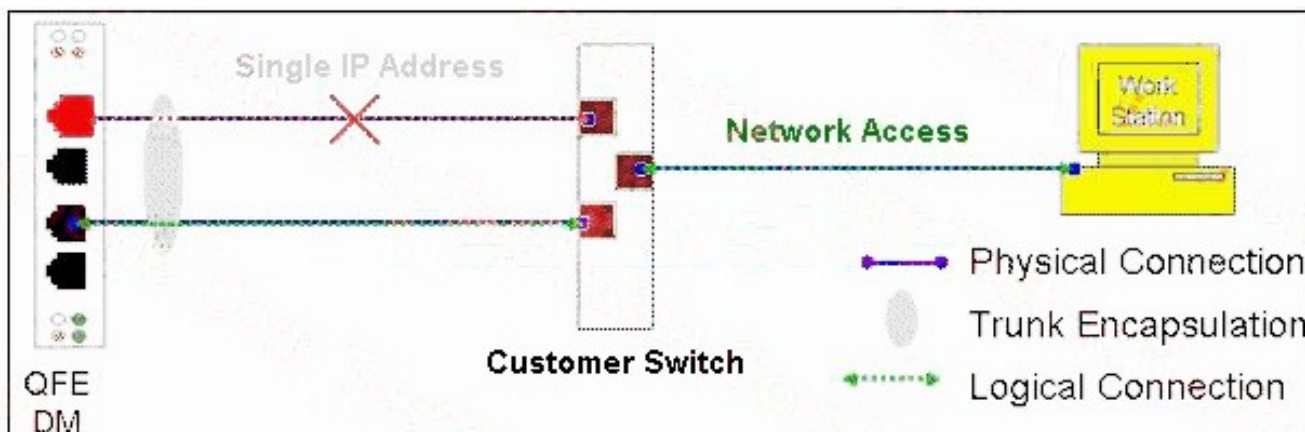 Single IP Address
Work
Station
Network Access
Physical Connection
Trunk Encapsulation
Customer Switch
Logical Connection
QFE
DM